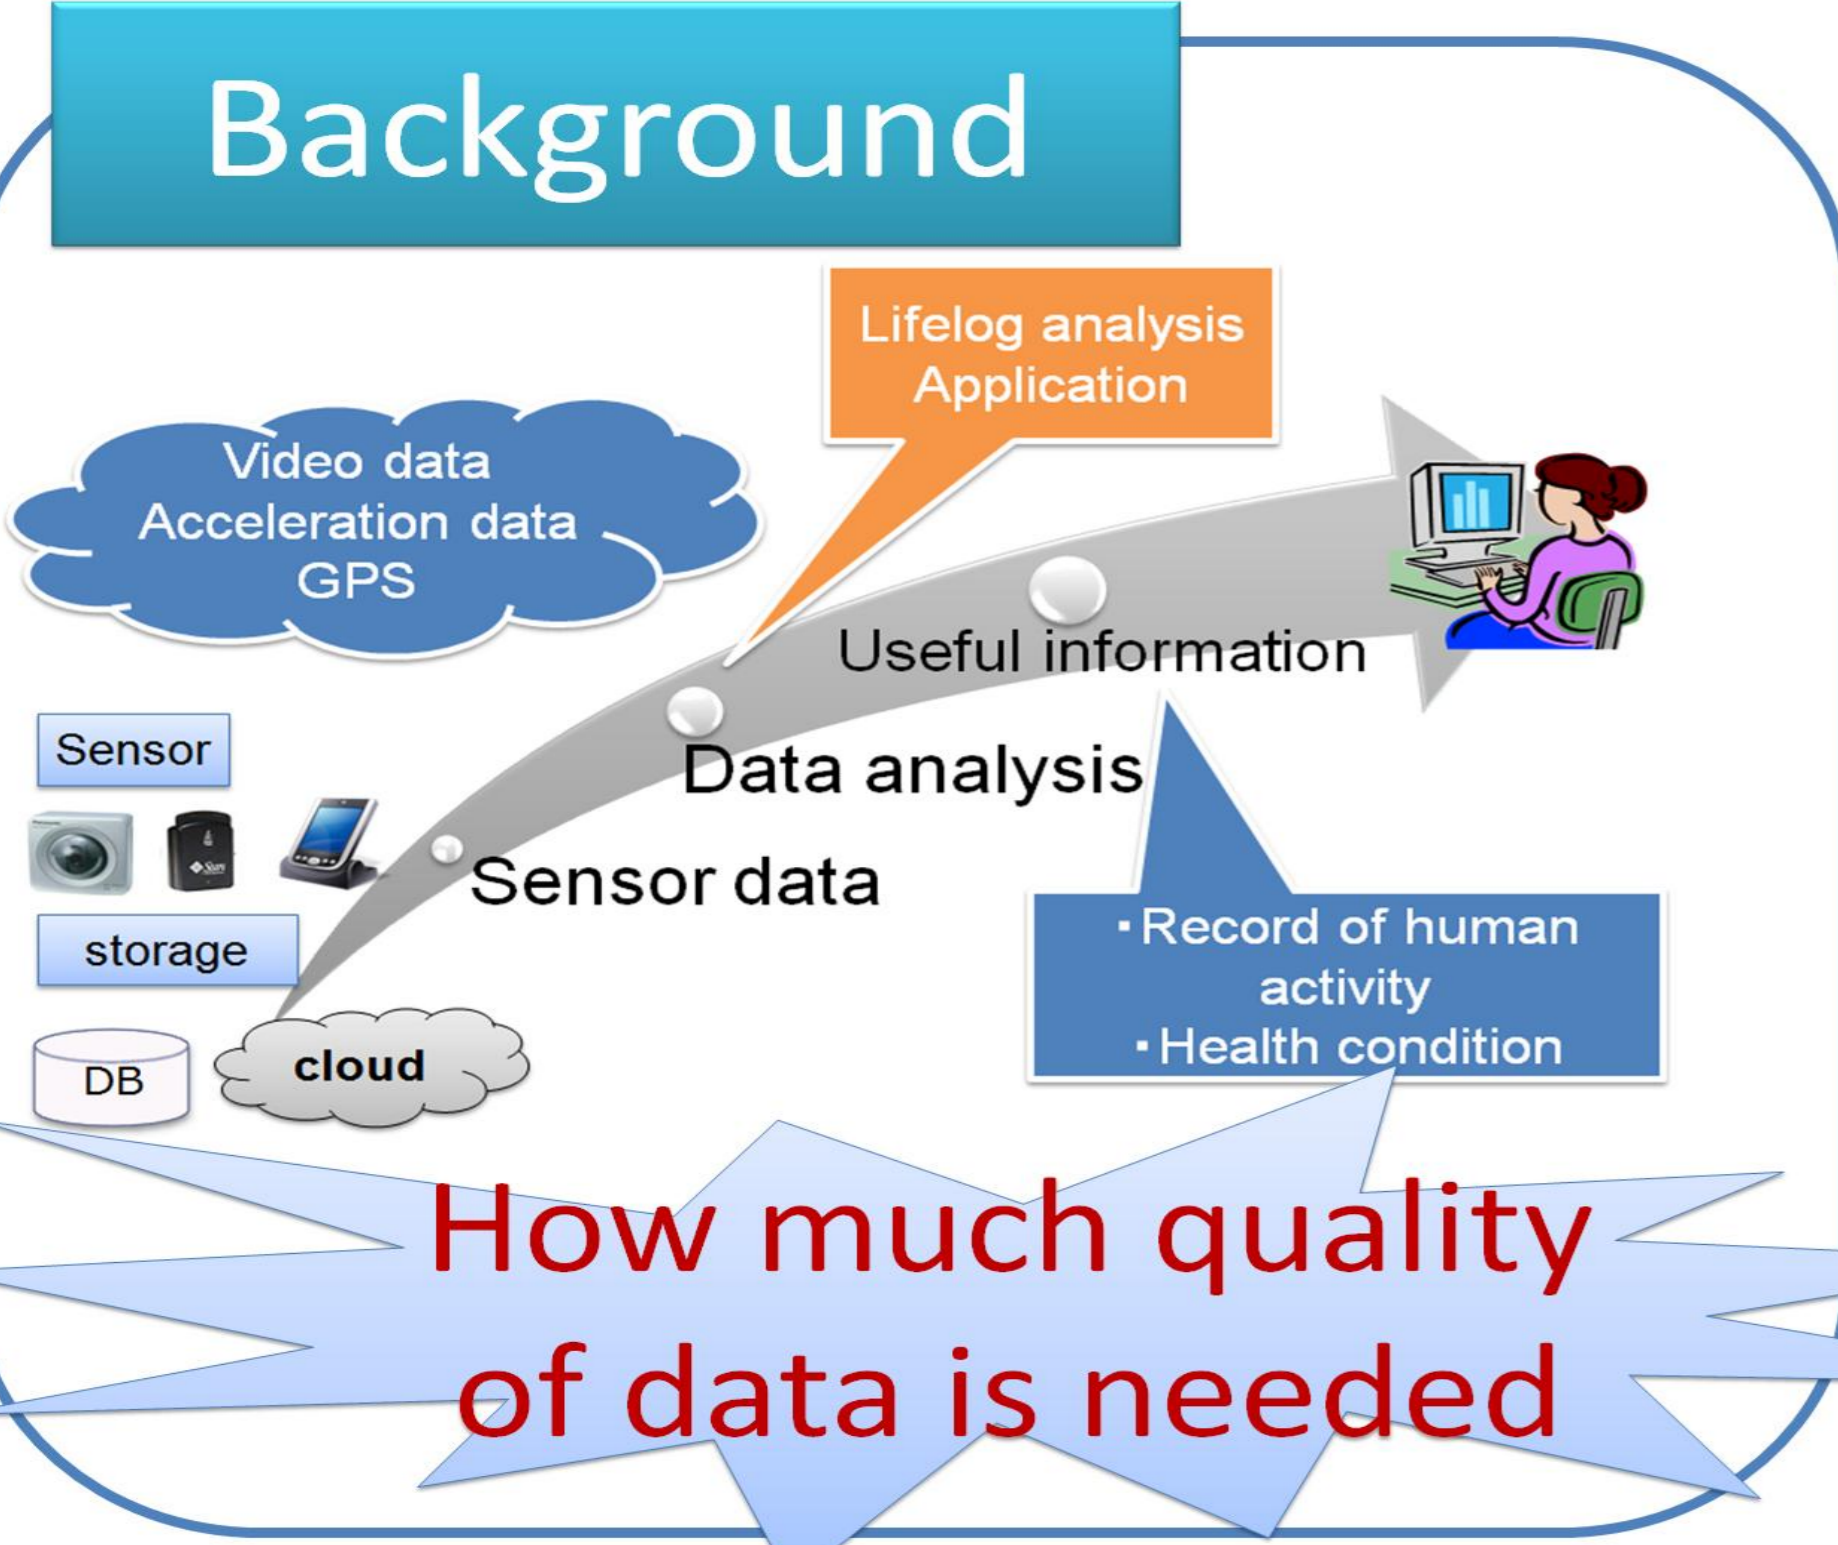 Background
Lifelog analysis
Application
Video data
Acceleration data
GPS
Useful information
Sensor
Data analysis
Sensor data
storage
▪Record of human
activity
▪Health condition
DB
cloud
How much quality
of data is needed